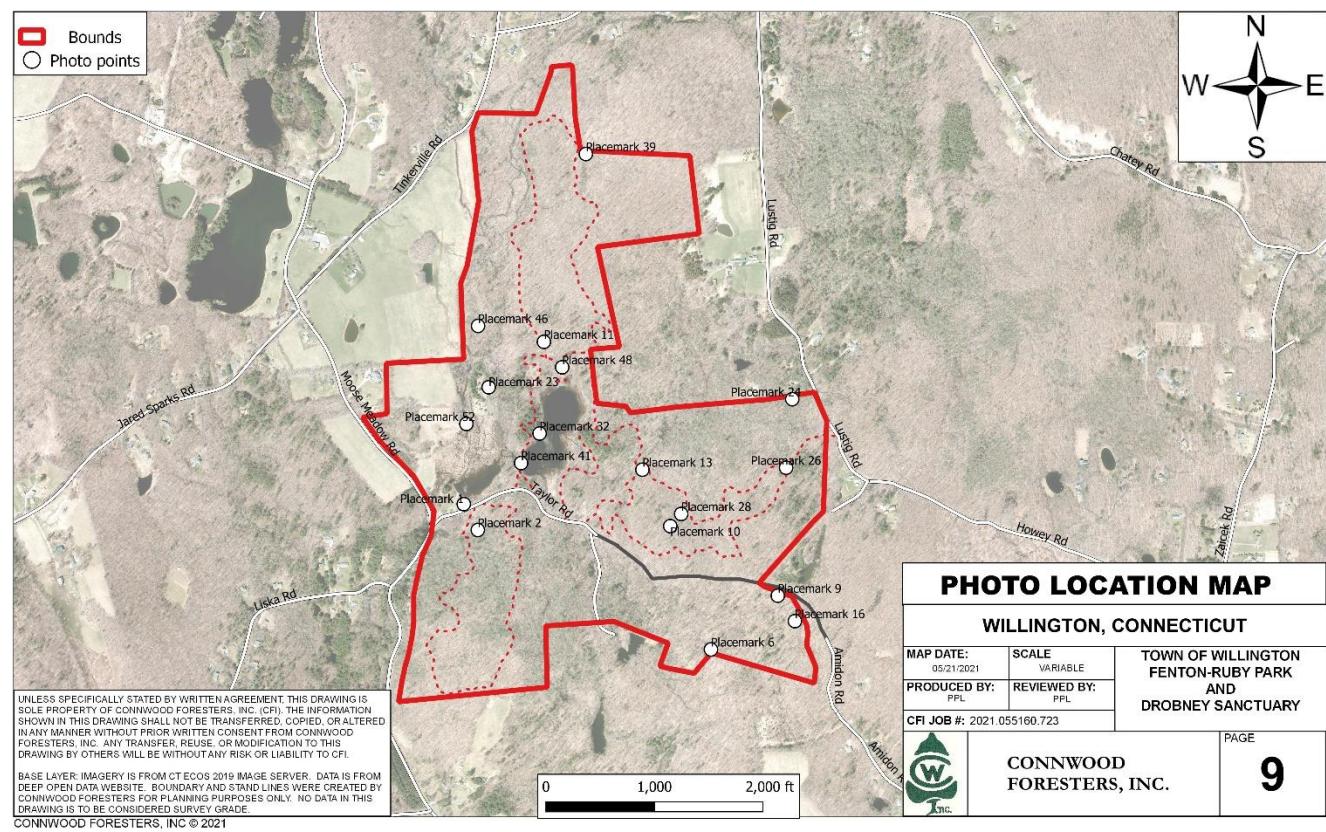 Bounds
Photo points
N
W E
S
Placemark 39
Tinkerville Rd
Chatey Rd
Lustig Rd
Placemark 46
Placemark 11
Placemark 48
Placemark 23
Placemark 24
Moose Meadow Rd
Jared Sparks Rd
Placemark 52
Placemark 32
Lustig Rd
Placemark 41
Placemark 13
Placemark 26
Placemark 1
Taylor Rd
Placemark 2
Placemark 28
Placemark 10
Howey Rd
Zaicek Rd
Liska Rd
Placemark 9
Placemark 16
Placemark 6
Amidon Rd
Amidon R
PHOTO LOCATION MAP
WILLINGTON, CONNECTICUT
MAP DATE:
05/21/2021
SCALE
VARIABLE
PRODUCED BY:
PPL
REVIEWED BY:
PPL
CFI JOB #: 2021.055160.723
TOWN OF WILLINGTON
FENTON-RUBY PARK
AND
DROBNEY SANCTUARY
CW
INC.
CONNWOOD
FORESTERS, INC.
PAGE
9
0 1,000 2,000 ft
UNLESS SPECIFICALLY STATED BY WRITTEN AGREEMENT, THIS DRAWING IS
SOLE PROPERTY OF CONNWOOD FORESTERS, INC. (CFI). THE INFORMATION
SHOWN IN THIS DRAWING SHALL NOT BE TRANSFERRED, COPIED, OR ALTERED
IN ANY MANNER WITHOUT PRIOR WRITTEN CONSENT FROM CONNWOOD
FORESTERS, INC. ANY TRANSFER, REUSE, OR MODIFICATION TO THIS
DRAWING BY OTHERS WILL BE WITHOUT ANY RISK OR LIABILITY TO CFI.
BASE LAYER: IMAGERY IS FROM CT ECOS 2019 IMAGE SERVER. DATA IS FROM
DEEP OPEN DATA WEBSITE. BOUNDARY AND STAND LINES WERE CREATED BY
CONNWOOD FORESTERS FOR PLANNING PURPOSES ONLY. NO DATA IN THIS
DRAWING IS TO BE CONSIDERED SURVEY GRADE.
CONNWOOD FORESTERS, INC © 2021